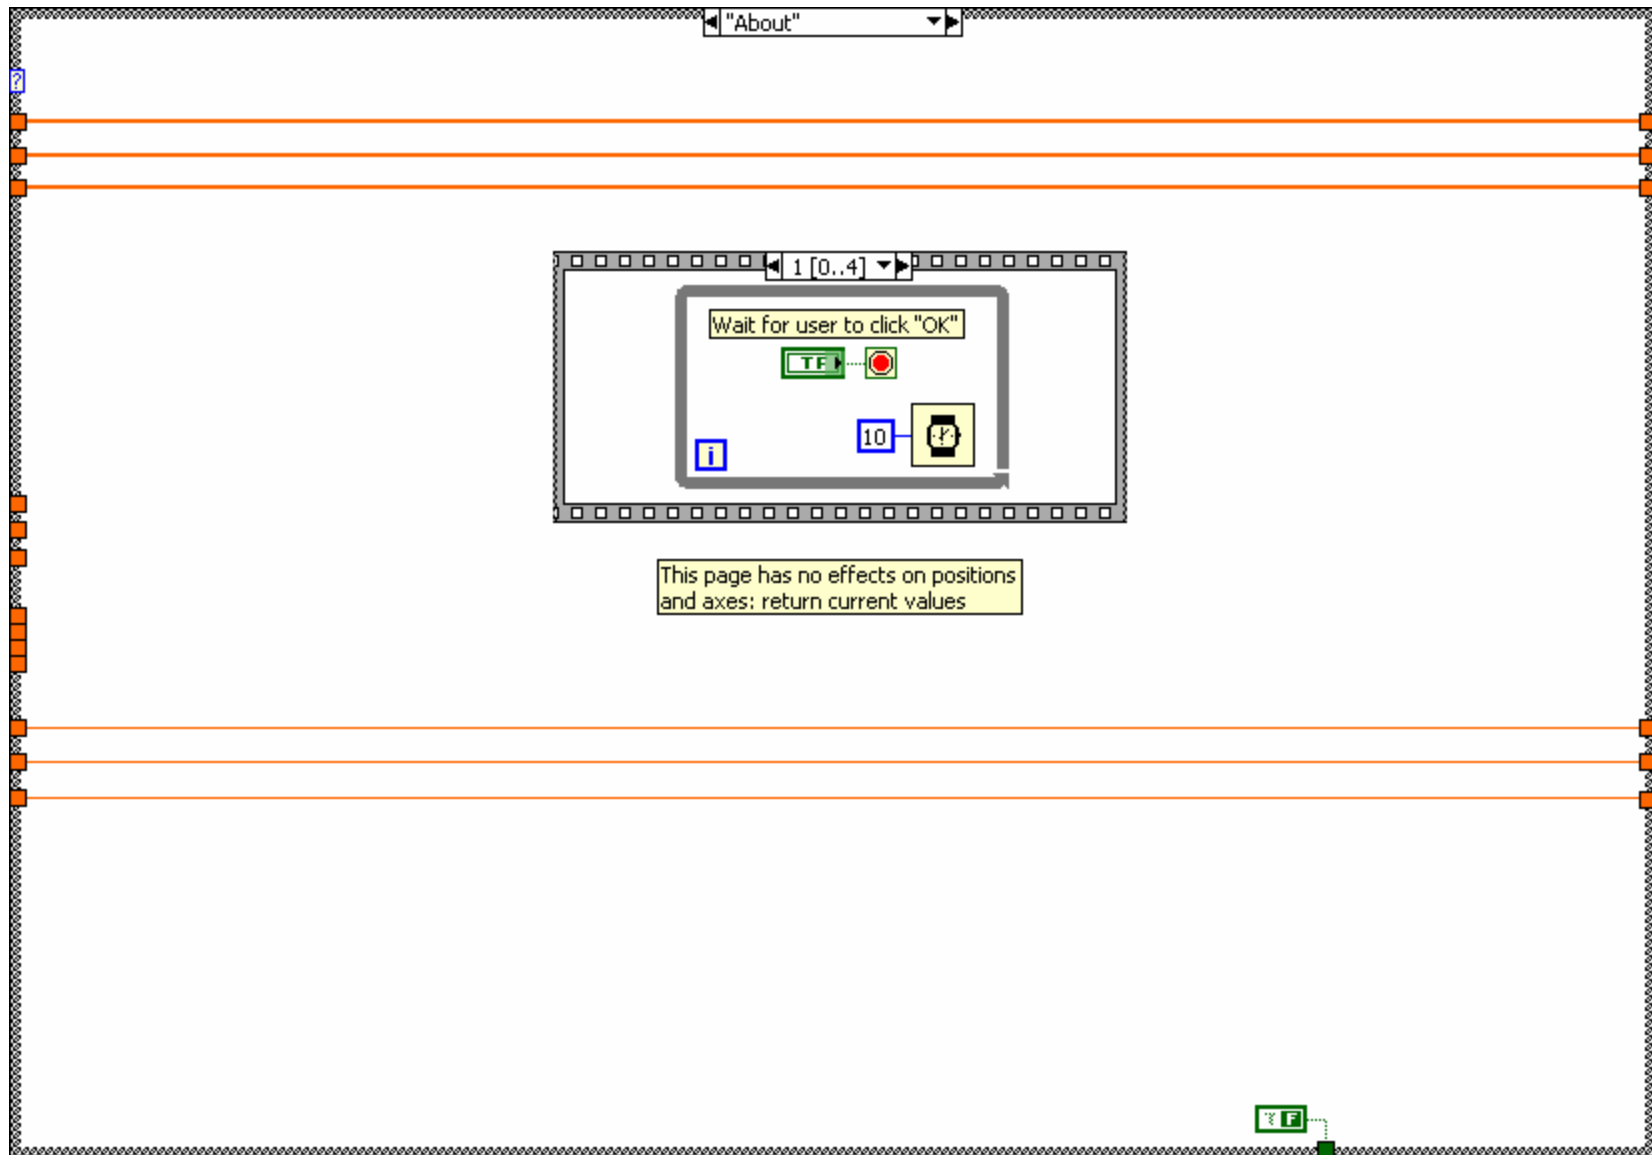 "About"
?
1 [0..4]
Wait for user to click "OK"
TF
10
i
This page has no effects on positions
and axes: return current values
F